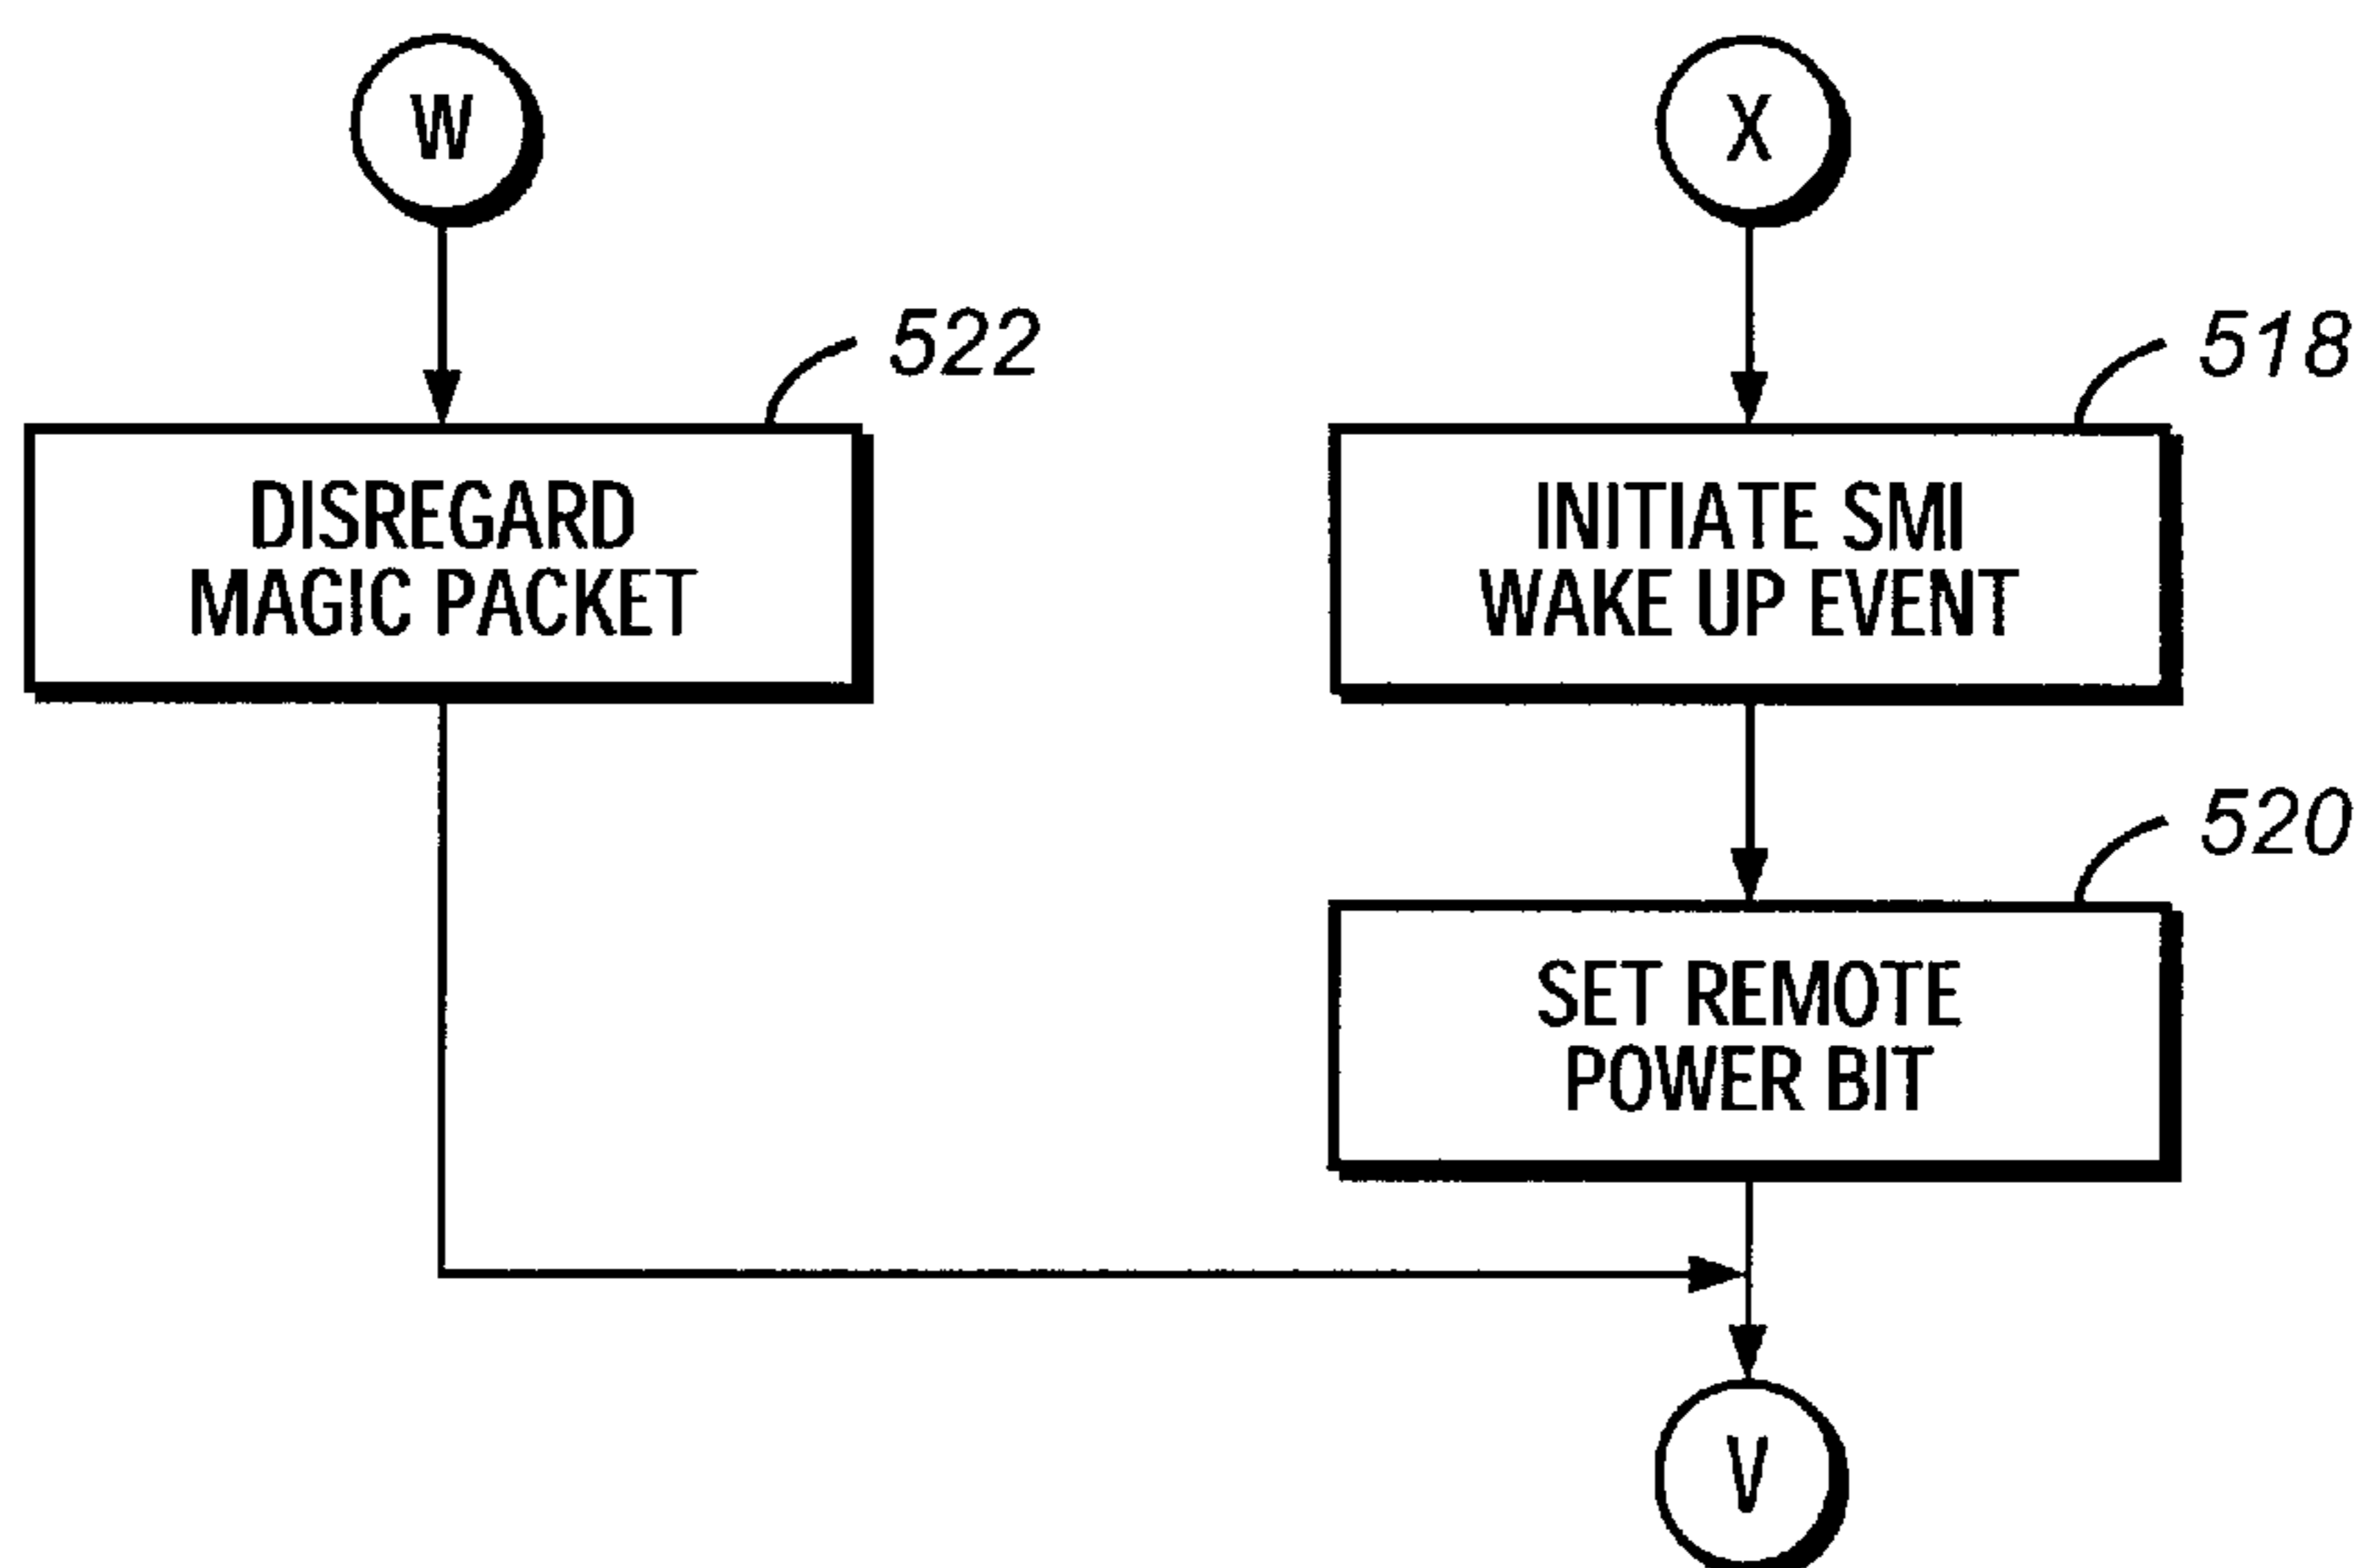 W
X
522
518
DISREGARD
MAGIC PACKET
INITIATE SMI
WAKE UP EVENT
520
SET REMOTE
POWER BIT
V